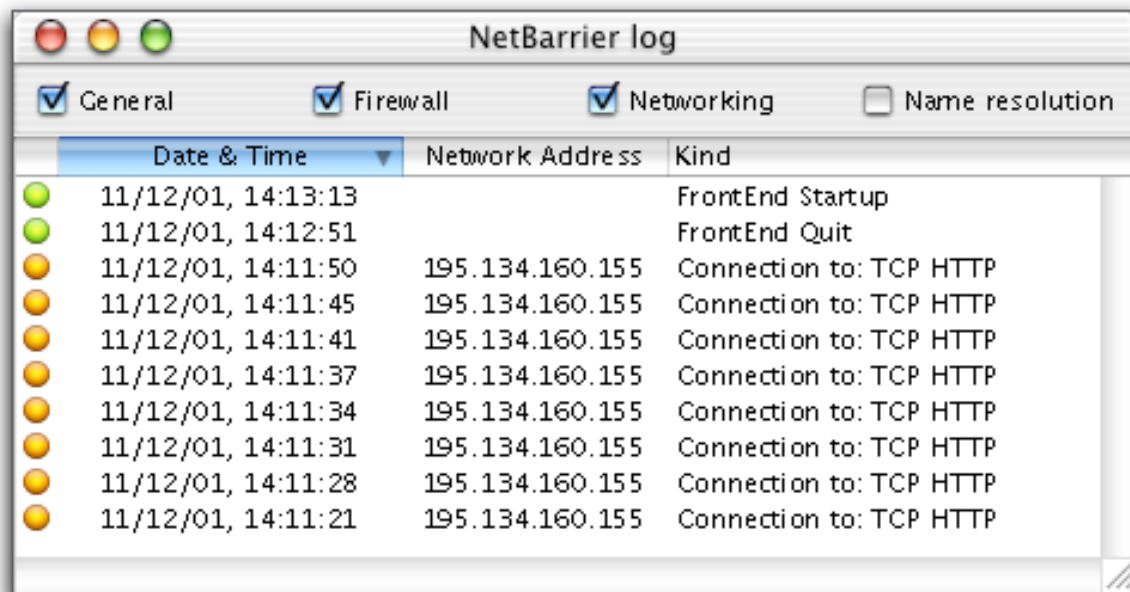 NetBarrier log
General Firewall Networking Name resolution
Date & Time Network Address Kind
11/12/01, 14:13:13 FrontEnd Startup
11/12/01, 14:12:51 FrontEnd Quit
11/12/01, 14:11:50 195.134.160.155 Connection to: TCP HTTP
11/12/01, 14:11:45 195.134.160.155 Connection to: TCP HTTP
11/12/01, 14:11:41 195.134.160.155 Connection to: TCP HTTP
11/12/01, 14:11:37 195.134.160.155 Connection to: TCP HTTP
11/12/01, 14:11:34 195.134.160.155 Connection to: TCP HTTP
11/12/01, 14:11:31 195.134.160.155 Connection to: TCP HTTP
11/12/01, 14:11:28 195.134.160.155 Connection to: TCP HTTP
11/12/01, 14:11:21 195.134.160.155 Connection to: TCP HTTP